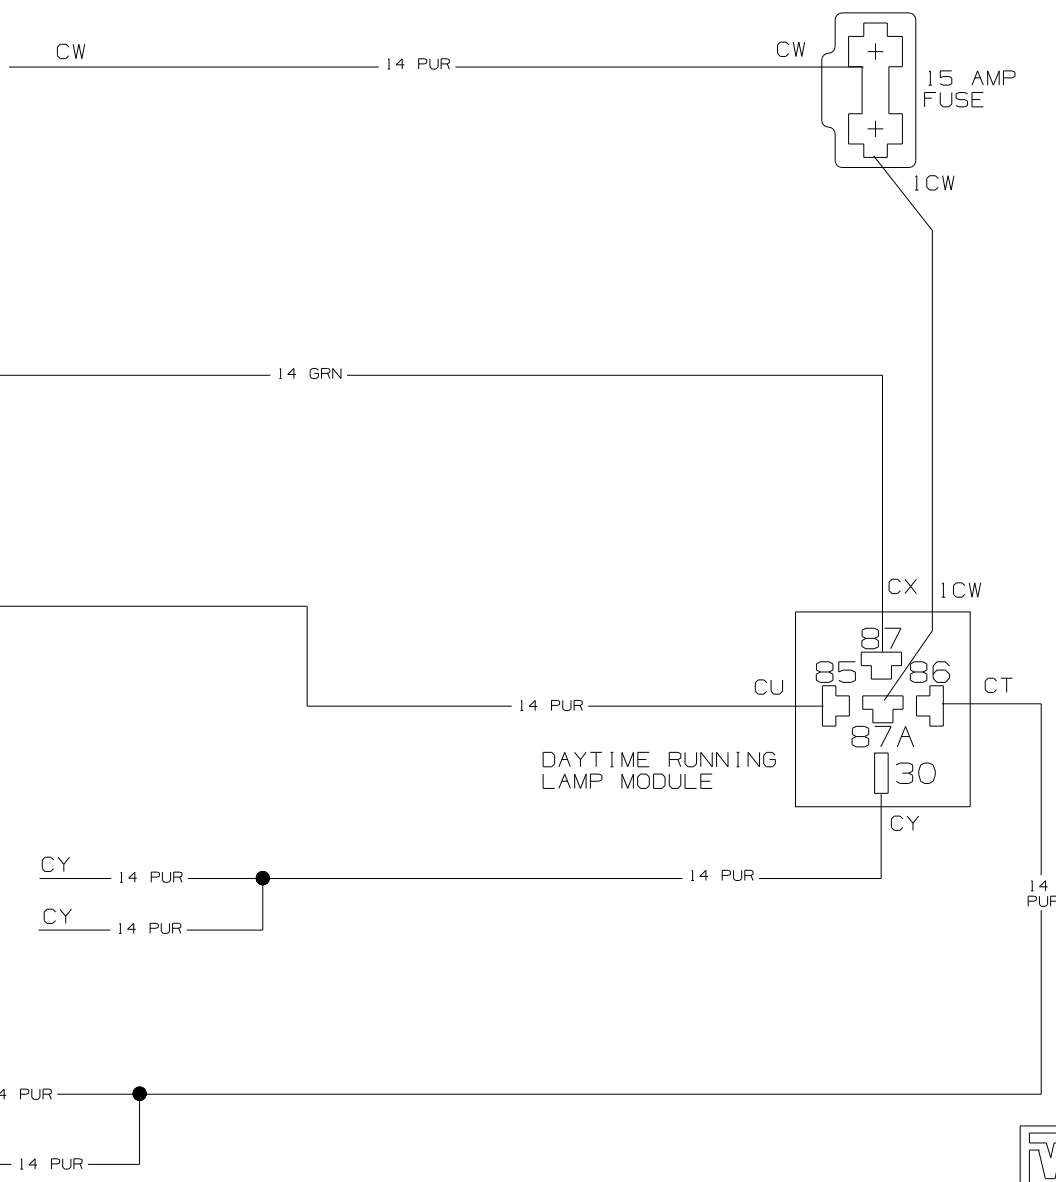 CW
14 PUR
CW
15 AMP
FUSE
1CW
14 GRN
CX
1CW
87
85
86
CU
CT
14 PUR
87A
DAYTIME RUNNING
LAMP MODULE
30
CY
CY
14 PUR
14 PUR
14
PUR
CY
14 PUR
4 PUR
14 PUR